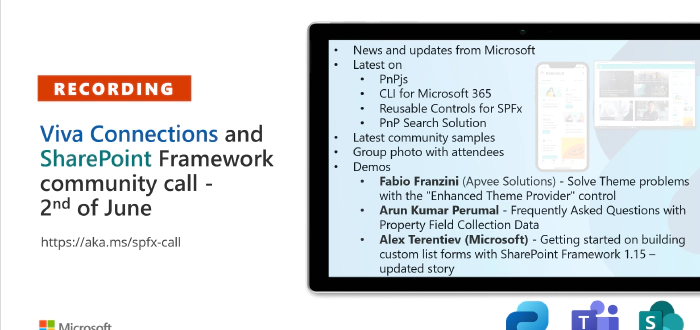 RECORDING
Viva Connections and
SharePoint Framework
community call -
2nd of June
https://aka.ms/spfx-call
Microsoft
• News and updates from Microsoft
• Latest on
• PnPjs
• CLI for Microsoft 365
• Reusable Controls for SPFx
• PnP Search Solution
• Latest community samples
• Group photo with attendees
• Demos
• Fabio Franzini (Apvee Solutions) - Solve Theme problems
with the "Enhanced Theme Provider" control
• Arun Kumar Perumal - Frequently Asked Questions with
Property Field Collection Data
• Alex Terentiev (Microsoft) - Getting started on building
custom list forms with SharePoint Framework 1.15 –
updated story
T
S